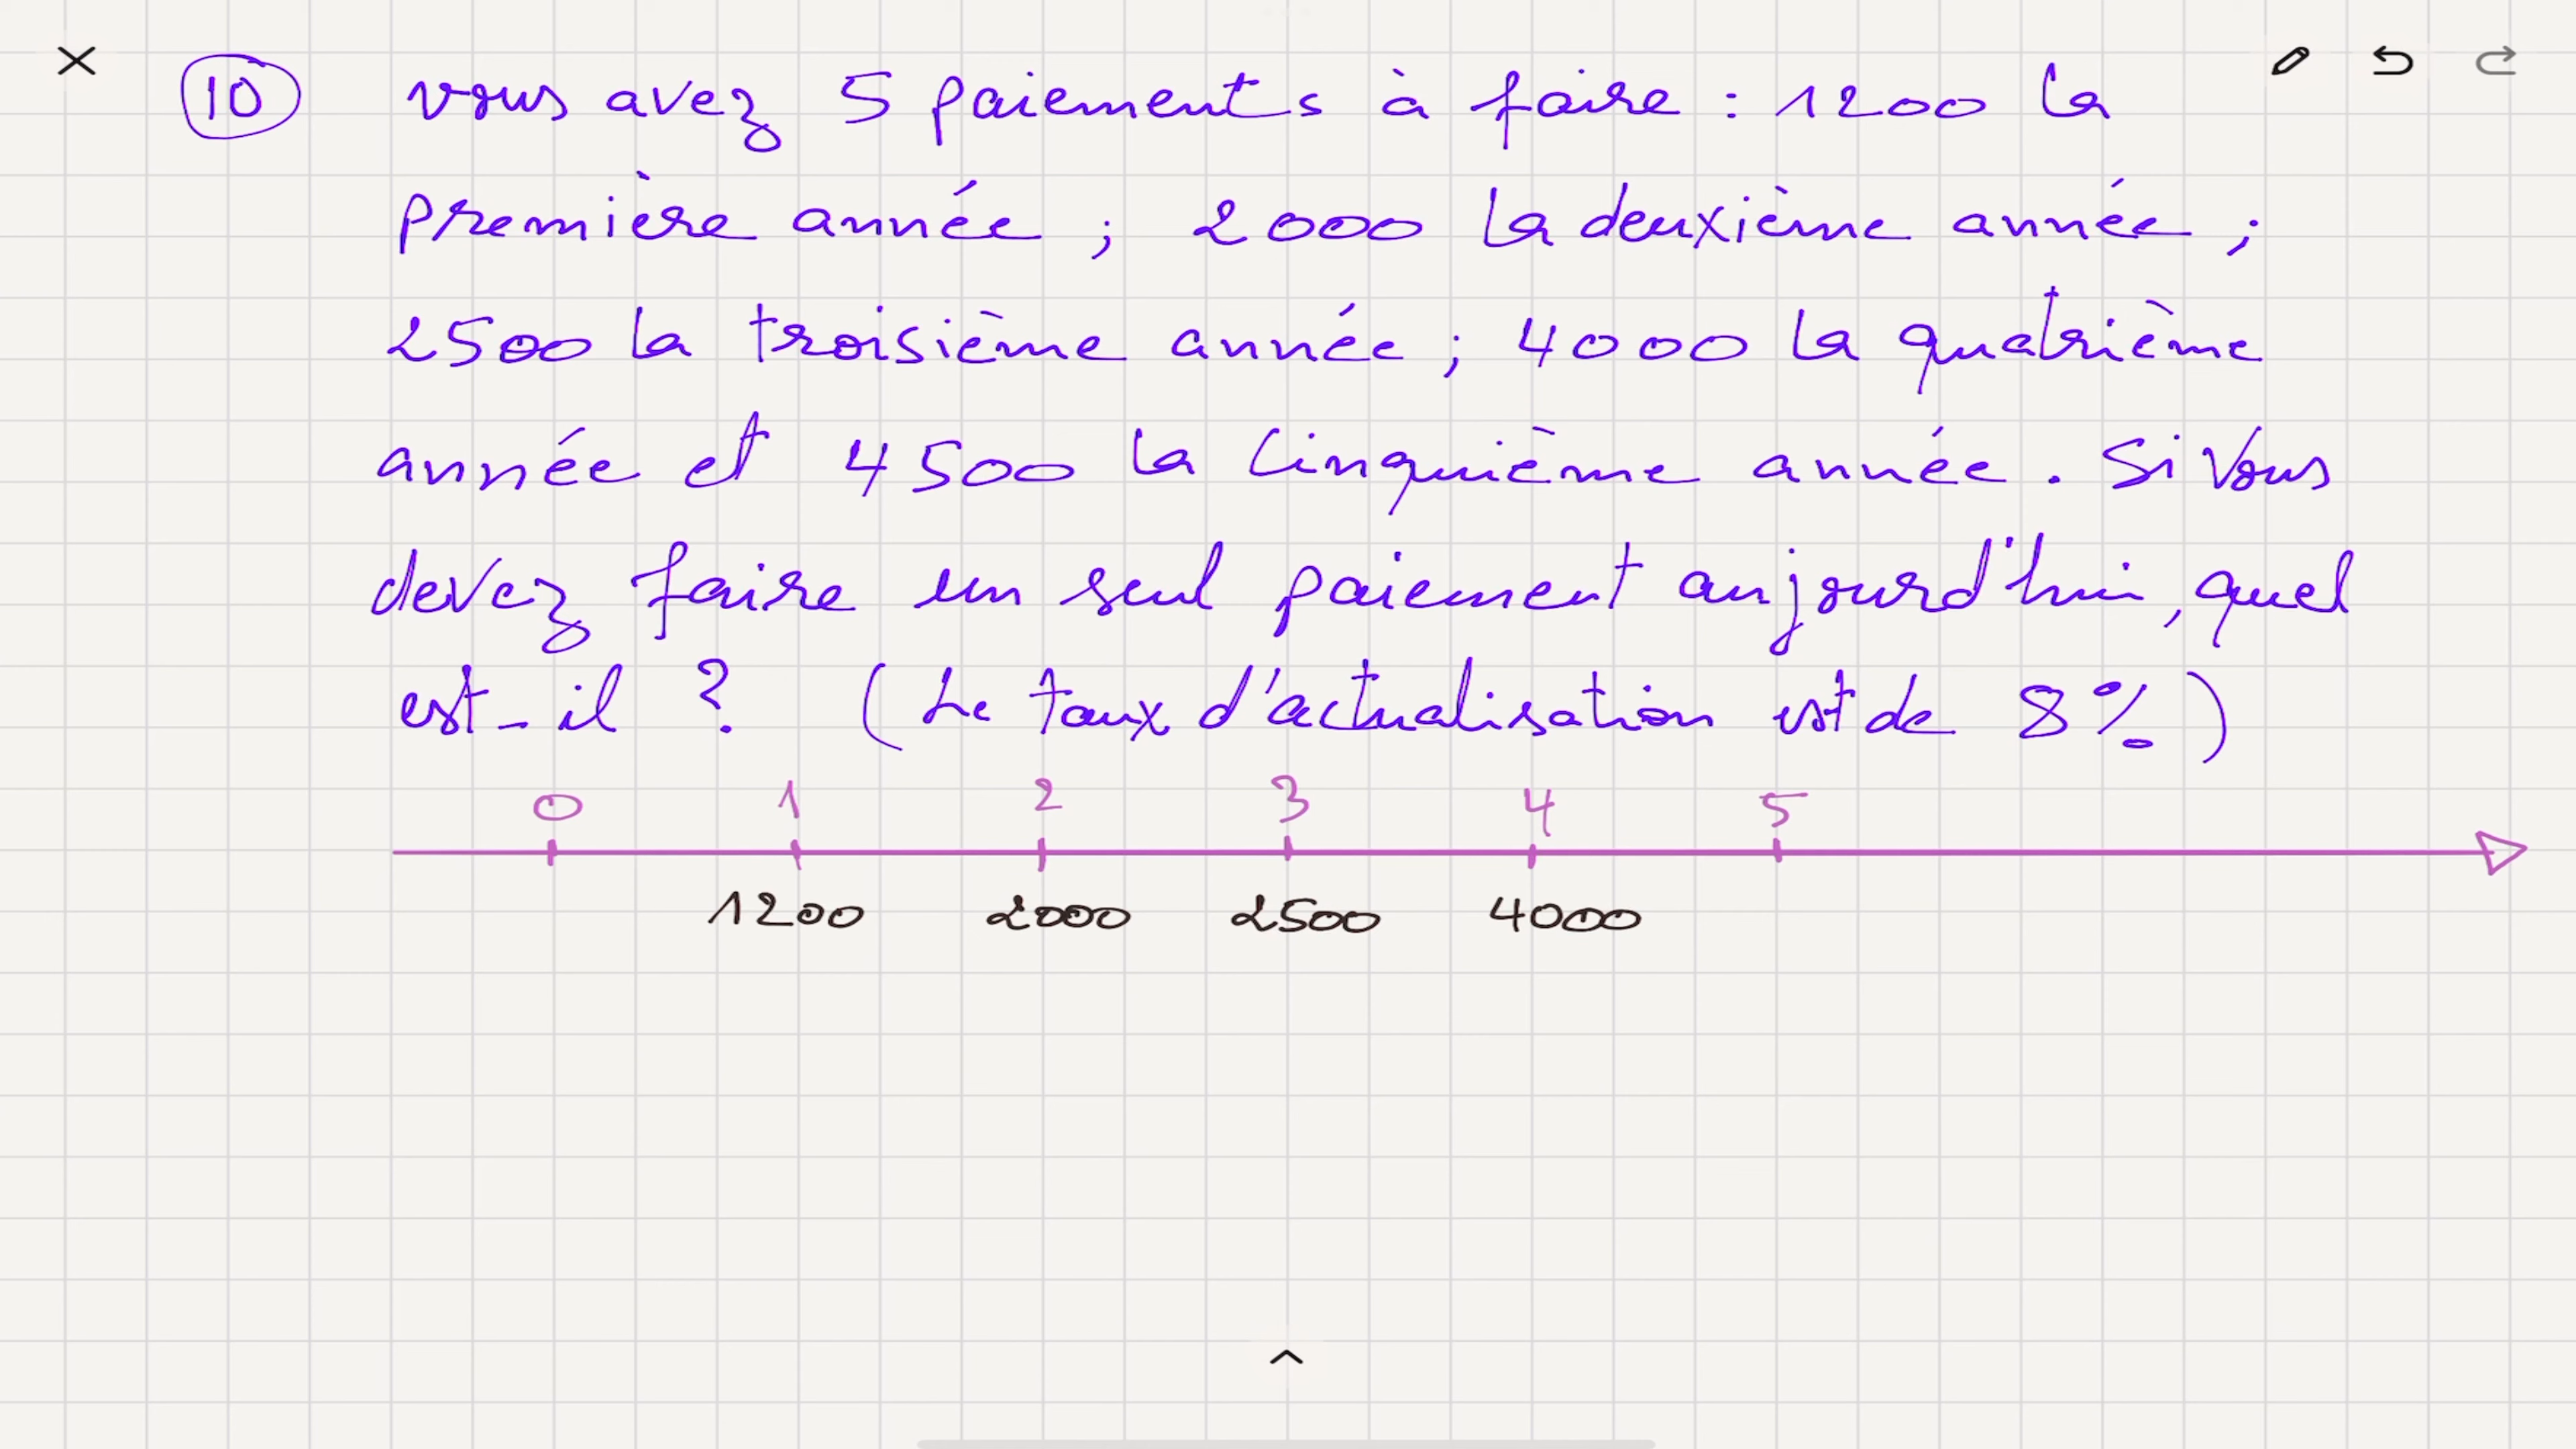 10 vous avez 5 paiements à faire : 1200 la
première année ; 2000 la deuxième année ;
2500 la troisième année ; 4000 la quatrième
année et 4500 la cinquième année. Si vous
devez faire un seul paiement aujourd'hui, quel
est-il ? (Le taux d'actualisation est de 8%)
0 1 2 3 4 5
1200 2000 2500 4000